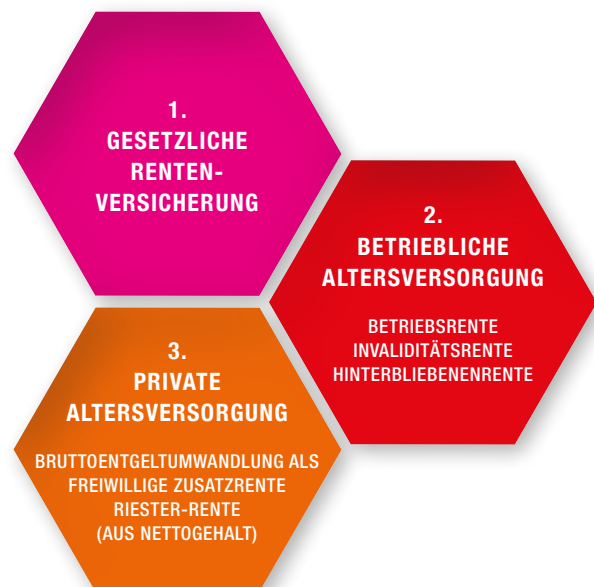 1.
GESETZLICHE
RENTEN-
VERSICHERUNG
2.
BETRIEBLICHE
ALTERSVERSORGUNG
BETRIEBSRENTE
INVALIDITÄTSRENTE
HINTERBLIEBENENRENTE
3.
PRIVATE
ALTERSVERSORGUNG
BRUTTOENTGELTUMWANDLUNG ALS
FREIWILLIGE ZUSATZRENTE
RIESTER-RENTE
(AUS NETTOGEHALT)